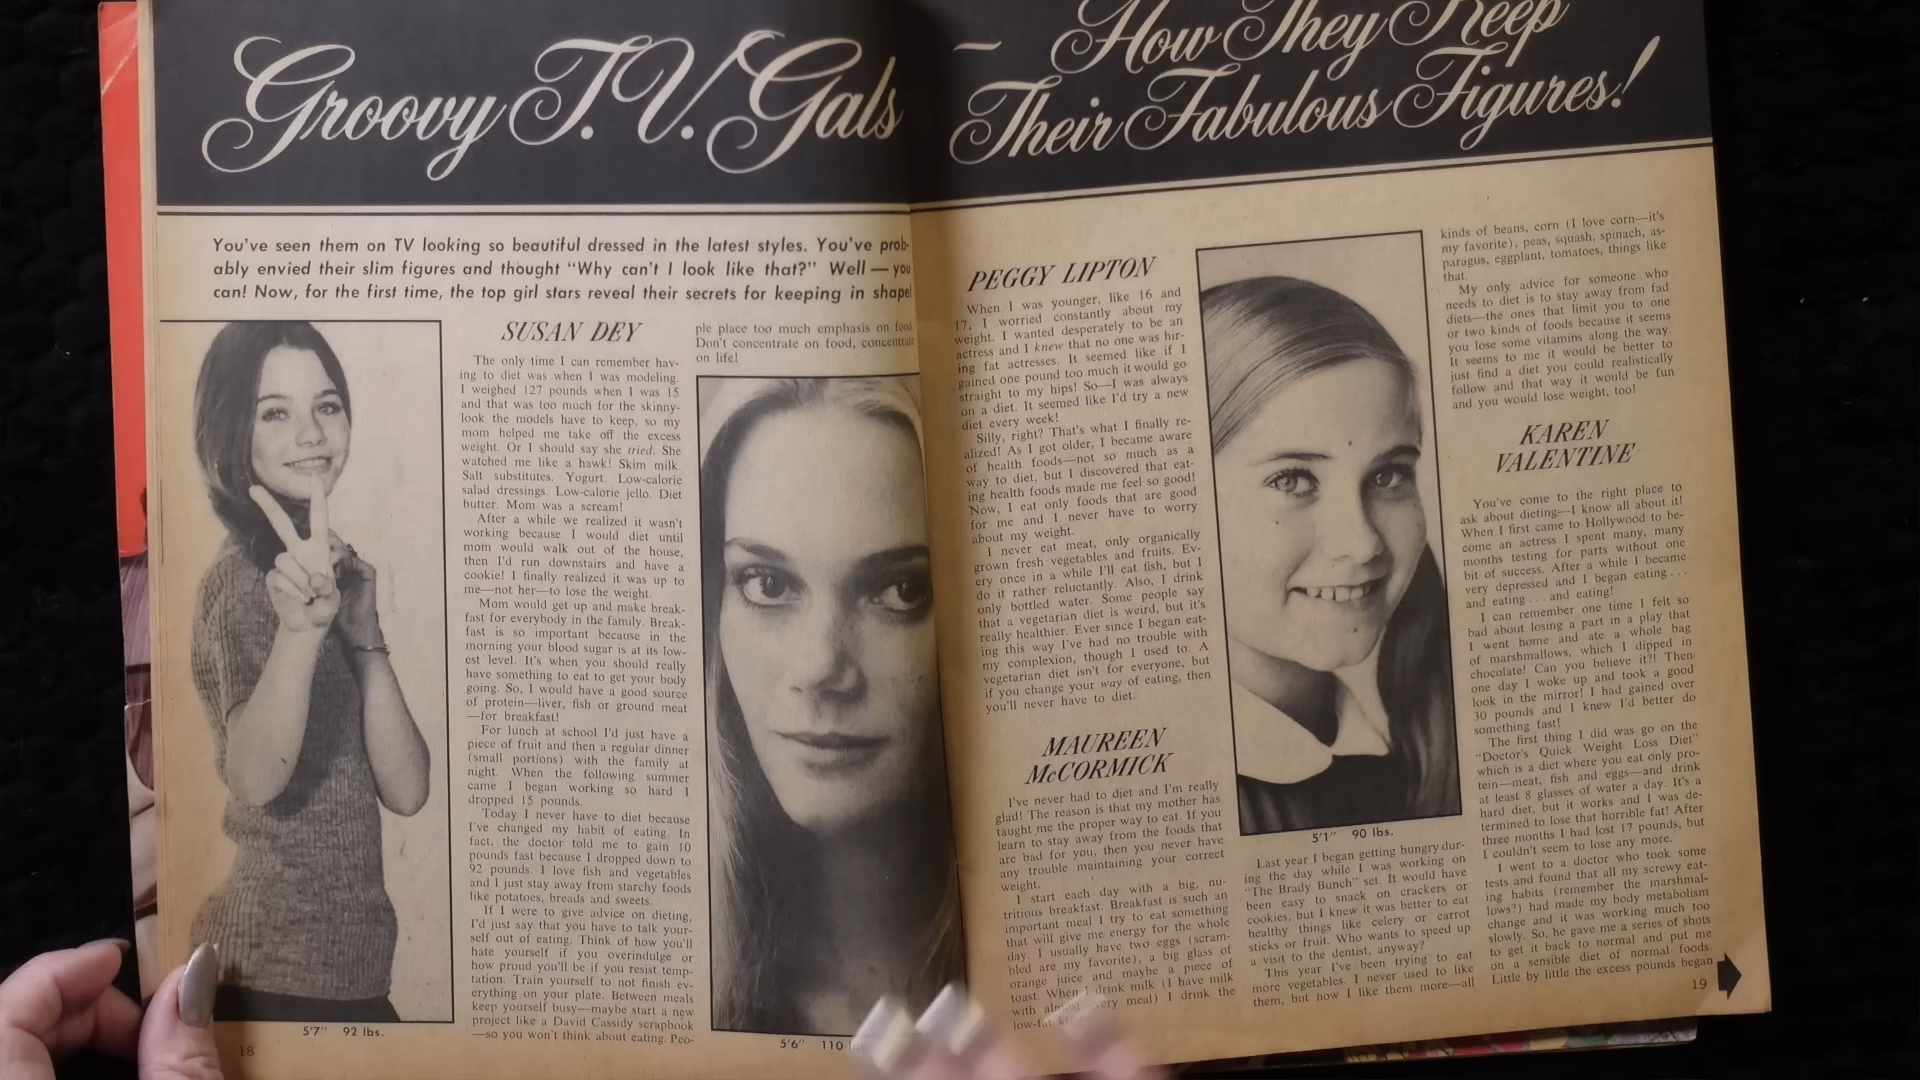 Groovy T.V. Gals — How They Keep
Their Fabulous Figures!
You've seen them on TV looking so beautiful dressed in the latest styles. You've prob-
ably envied their slim figures and thought "Why can't I look like that?" Well — you
can! Now, for the first time, the top girl stars reveal their secrets for keeping in shape!
SUSAN DEY
The only time I can remember hav-
ing to diet was when I was modeling.
I weighed 127 pounds when I was 15
and that was too much for the skinny-
look the models have to keep, so my
mom helped me take off the excess
weight. Or I should say she tried. She
watched me like a hawk! Skim milk.
Salt substitutes. Yogurt. Low-calorie
salad dressings. Low-calorie jello. Diet
butter. Mom was a scream!
After a while we realized it wasn't
working because I would diet until
mom would walk out of the house,
then I'd run downstairs and have a
cookie! I finally realized it was up to
me—not her—to lose the weight.
Mom would get up and make break-
fast for everybody in the family. Break-
fast is so important because in the
morning your blood sugar is at its low-
est level. It's when you should really
have something to eat to get your body
going. So, I would have a good source
of protein—liver, fish or ground meat
—for breakfast!
For lunch at school I'd just have a
piece of fruit and then a regular dinner
(small portions) with the family at
night. When the following summer
came I began working so hard I
dropped 15 pounds.
Today I never have to diet because
I've changed my habit of eating. In
fact, the doctor told me to gain 10
pounds fast because I dropped down to
92 pounds. I love fish and vegetables
and I just stay away from starchy foods
like potatoes, breads and sweets.
If I were to give advice on dieting,
I'd just say that you have to talk your-
self out of eating. Think of how you'll
hate yourself if you overindulge or
how proud you'll be if you resist temp-
tation. Train yourself to not finish ev-
erything on your plate. Between meals
keep yourself busy—maybe start a new
project like a David Cassidy scrapbook
—so you won't think about eating. Peo-
ple place too much emphasis on food.
Don't concentrate on food, concentrate
on life!
5'7" 92 lbs.
5'6" 110
18
PEGGY LIPTON
When I was younger, like 16 and
17, I worried constantly about my
weight. I wanted desperately to be an
actress and I knew that no one was hir-
ing fat actresses. It seemed like if I
gained one pound too much it would go
straight to my hips! So—I was always
on a diet. It seemed like I'd try a new
diet every week!
Silly, right? That's what I finally re-
alized! As I got older, I became aware
of health foods—not so much as a
way to diet, but I discovered that eat-
ing health foods made me feel so good!
Now, I eat only foods that are good
for me and I never have to worry
about my weight.
I never eat meat, only organically
grown fresh vegetables and fruits. Ev-
ery once in a while I'll eat fish, but I
do it rather reluctantly. Also, I drink
only bottled water. Some people say
that a vegetarian diet is weird, but it's
really healthier. Ever since I began eat-
ing this way I've had no trouble with
my complexion, though I used to. A
vegetarian diet isn't for everyone, but
if you change your way of eating, then
you'll never have to diet.
MAUREEN
McCORMICK
I've never had to diet and I'm really
glad! The reason is that my mother has
taught me the proper way to eat. If you
learn to stay away from the foods that
are bad for you, then you never have
any trouble maintaining your correct
weight.
I start each day with a big, nu-
tritious breakfast. Breakfast is such an
important meal I try to eat something
that will give me energy for the whole
day. I usually have two eggs (scram-
bled are my favorite), a big glass of
orange juice and maybe a piece of
toast. When I drink milk (I have milk
with almost every meal) I drink the
low-fat
5'1" 90 lbs.
Last year I began getting hungry dur-
ing the day while I was working on
"The Brady Bunch" set. It would have
been easy to snack on crackers or
cookies, but I knew it was better to eat
healthy things like celery or carrot
sticks or fruit. Who wants to speed up
a visit to the dentist, anyway?
This year I've been trying to eat
more vegetables. I never used to like
them, but now I like them more—all
kinds of beans, corn (I love corn—it's
my favorite), peas, squash, spinach, as-
paragus, eggplant, tomatoes, things like
that.
My only advice for someone who
needs to diet is to stay away from fad
diets—the ones that limit you to one
or two kinds of foods because it seems
you lose some vitamins along the way.
It seems to me it would be better to
just find a diet you could realistically
follow and that way it would be fun
and you would lose weight, too!
KAREN
VALENTINE
You've come to the right place to
ask about dieting—I know all about it!
When I first came to Hollywood to be-
come an actress I spent many, many
months testing for parts without one
bit of success. After a while I became
very depressed and I began eating . . .
and eating . . . and eating!
I can remember one time I felt so
bad about losing a part in a play that
I went home and ate a whole bag
of marshmallows, which I dipped in
chocolate! Can you believe it?! Then
one day I woke up and took a good
look in the mirror! I had gained over
30 pounds and I knew I'd better do
something fast!
The first thing I did was go on the
"Doctor's Quick Weight Loss Diet"
which is a diet where you eat only pro-
tein—meat, fish and eggs—and drink
at least 8 glasses of water a day. It's a
hard diet, but it works and I was de-
termined to lose that horrible fat! After
three months I had lost 17 pounds, but
I couldn't seem to lose any more.
I went to a doctor who took some
tests and found that all my screwy eat-
ing habits (remember the marshmal-
lows?) had made my body metabolism
change and it was working much too
slowly. So, he gave me a series of shots
to get it back to normal and put me
on a sensible diet of normal foods.
Little by little the excess pounds began
19